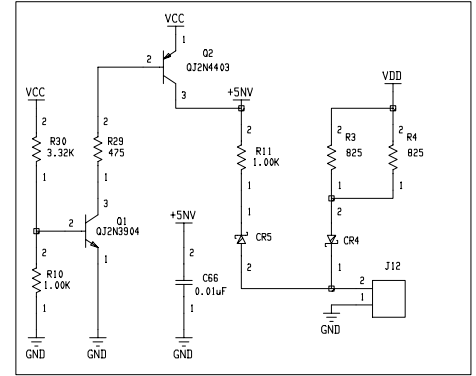 VCC
1
2
Q2
QJ2N4403
3
VCC
+5NV
VDD
2
R30
3.32K
1
2
R29
475
1
2
R11
1.00K
1
2
R3
825
1
2
R4
825
1
3
2
Q1
QJ2N3904
1
2
R10
1.00K
1
+5NV
2
C66
0.01uF
1
1
CR5
2
2
CR4
1
J12
2
1
GND
GND
GND
GND